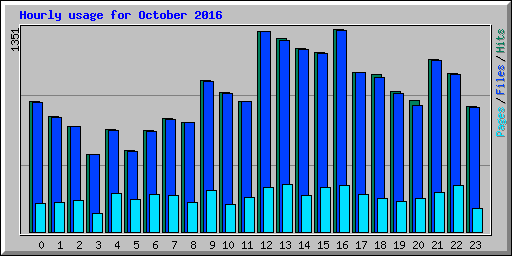 Hourly usage for October 2016
1351
Pages / Files / Hits
0 1 2 3 4 5 6 7 8 9 10 11 12 13 14 15 16 17 18 19 20 21 22 23